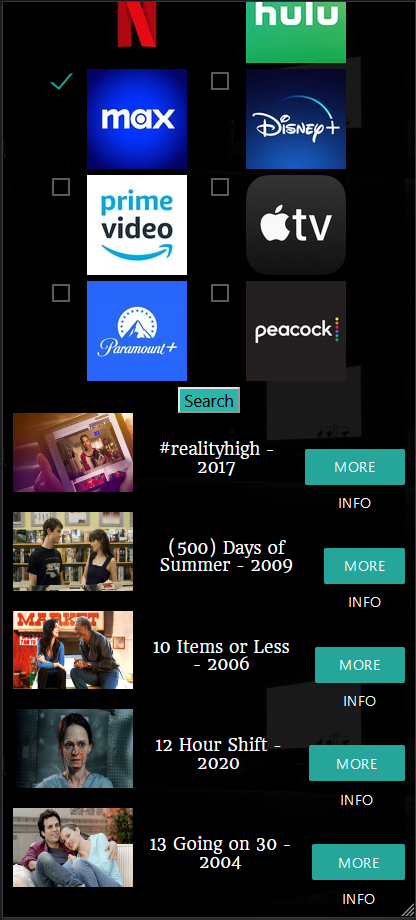 N
hulu
max
Disney+
prime
video
tv
Paramount+
peacock
Search
#realityhigh -
2017
MORE
INFO
(500) Days of
Summer - 2009
MORE
INFO
MARKET
10 Items or Less
- 2006
MORE
INFO
12 Hour Shift -
2020
MORE
INFO
13 Going on 30 -
2004
MORE
INFO